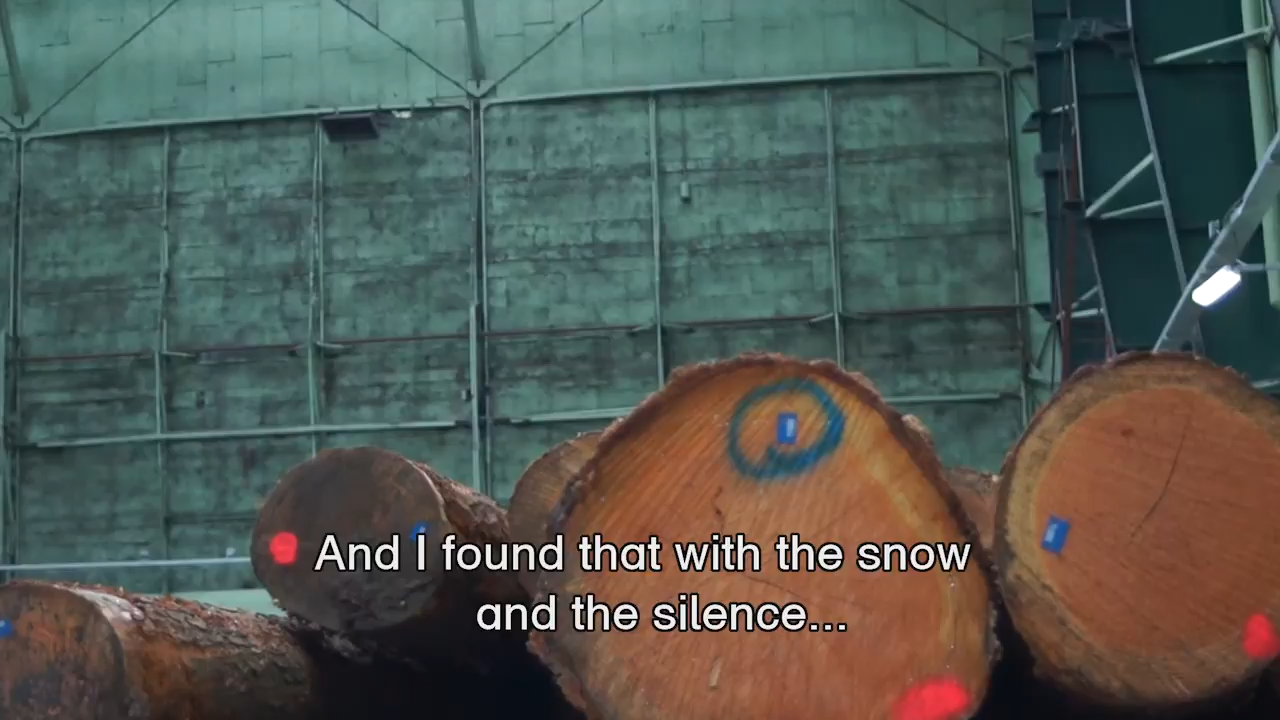 And I found that with the snow
and the silence...